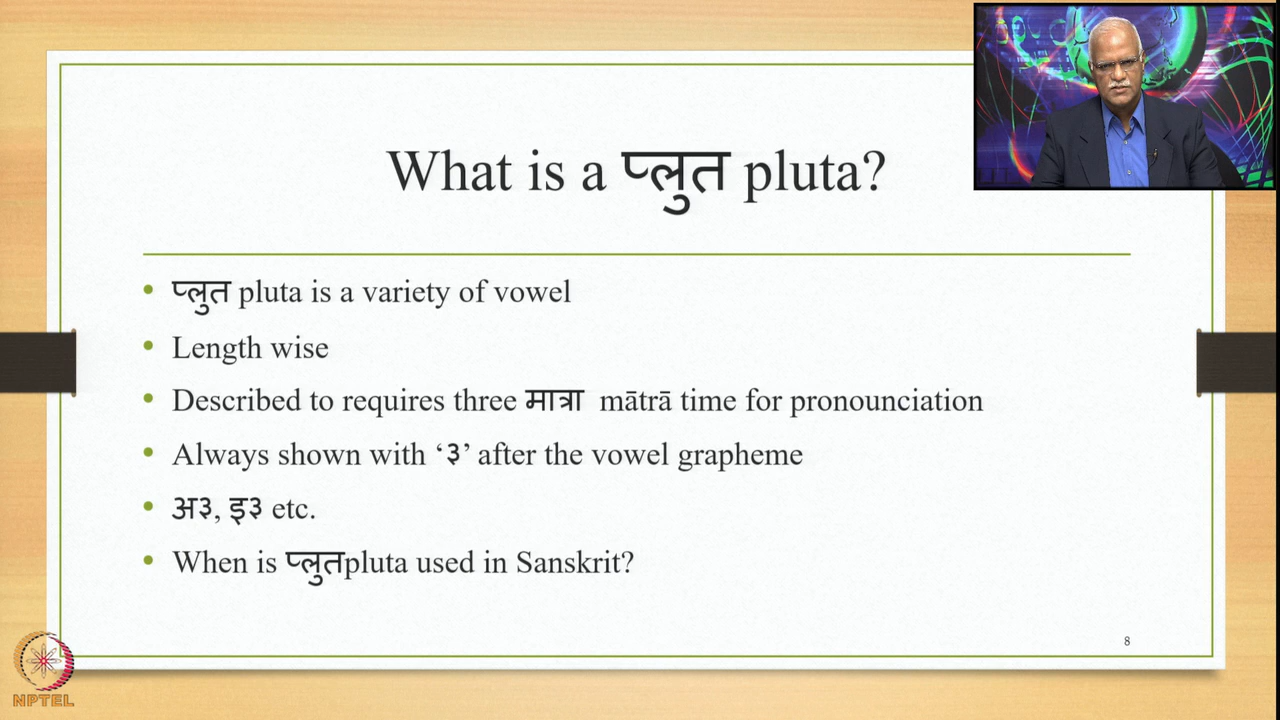 What is a प्लुत pluta?
प्लुत pluta is a variety of vowel
Length wise
Described to requires three मात्रा mātrā time for pronounciation
Always shown with ‘३’ after the vowel grapheme
अ३, इ३ etc.
When is प्लुतpluta used in Sanskrit?
8
NPTEL